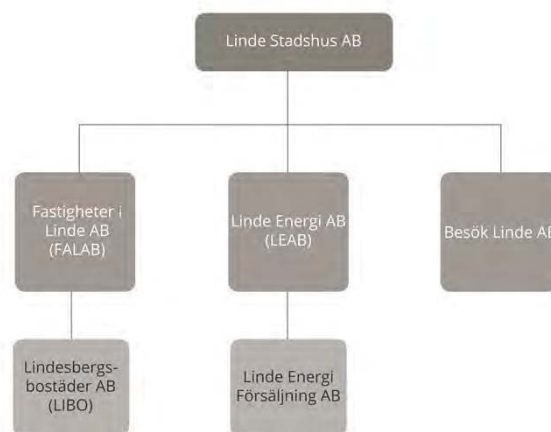 Linde Stadshus AB
Fastigheter i
Linde AB
(FALAB)
Linde Energi AB
(LEAB)
Besök Linde AB
Lindesbergs-
bostäder AB
(LIBO)
Linde Energi
Försäljning AB